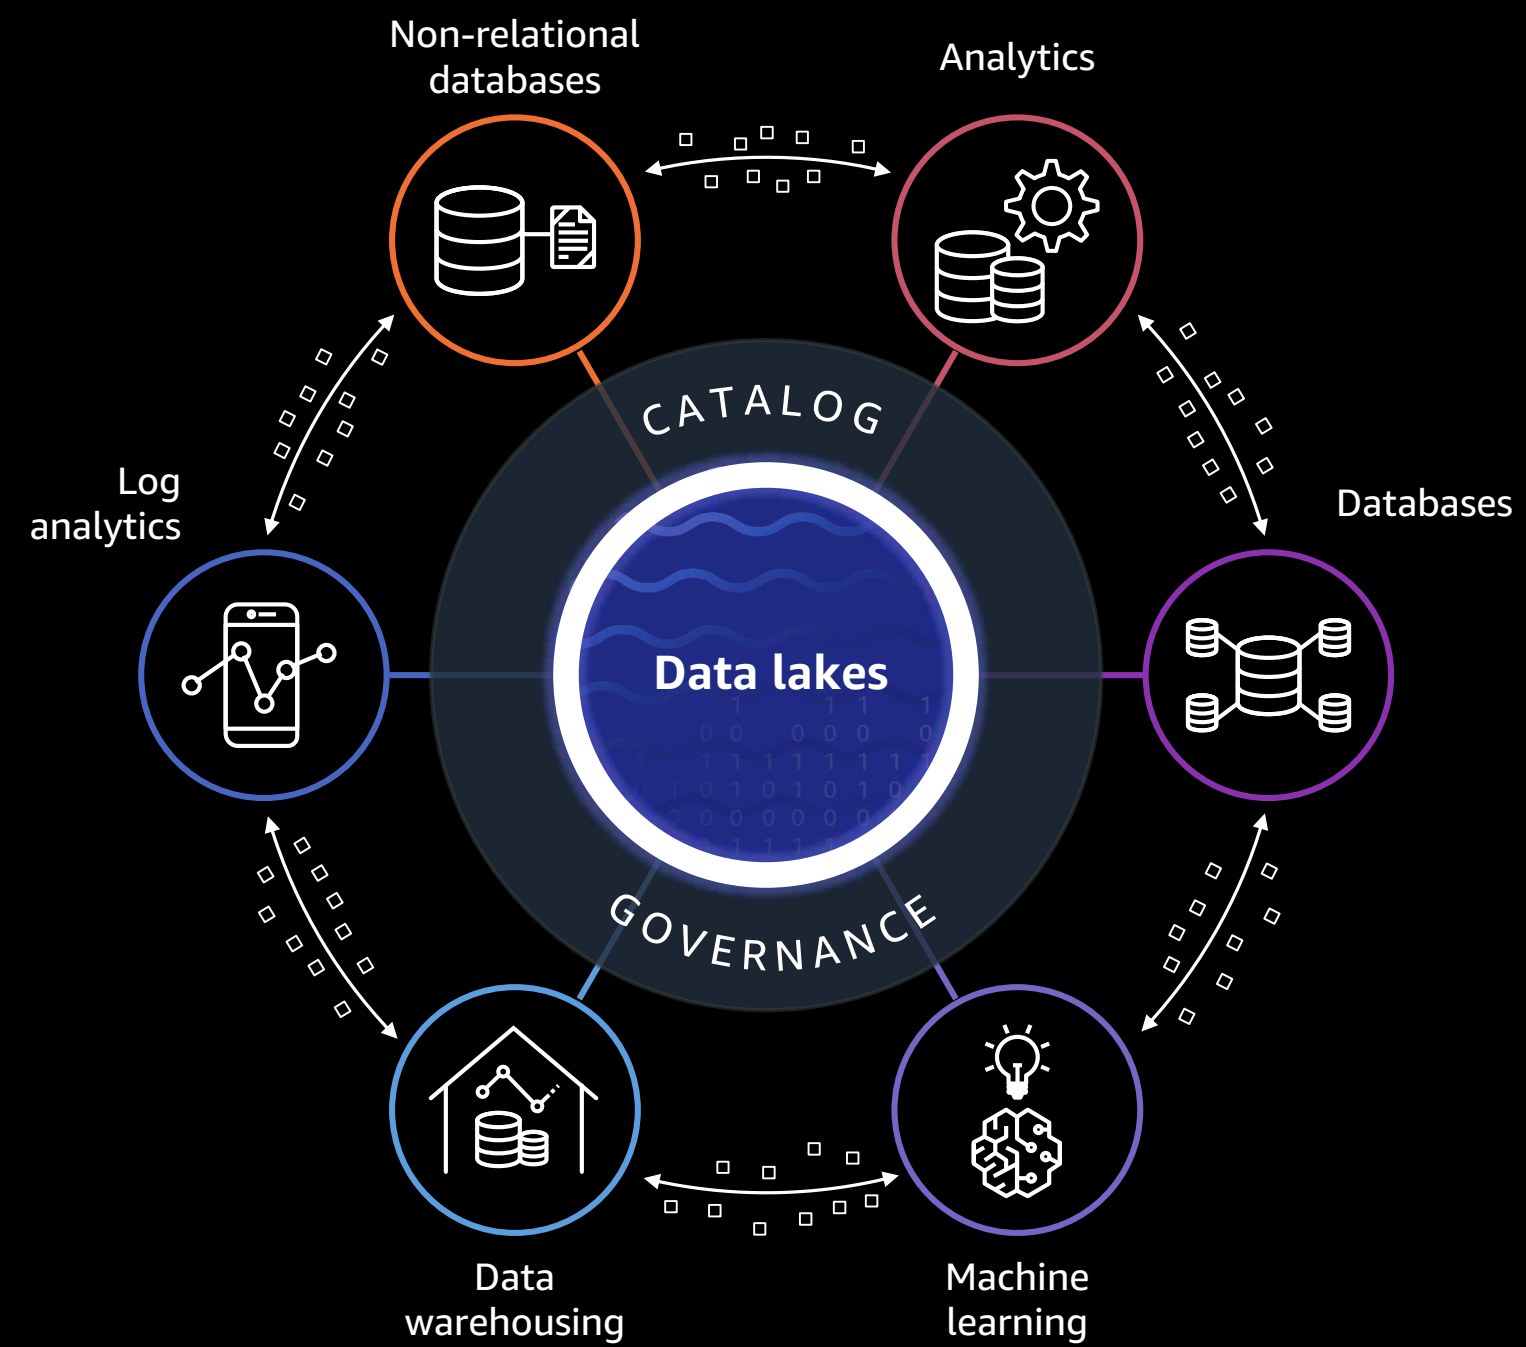 Non-relational
databases
Analytics
CATALOG
Log
analytics
Databases
Data lakes
GOVERNANCE
Data
warehousing
Machine
learning